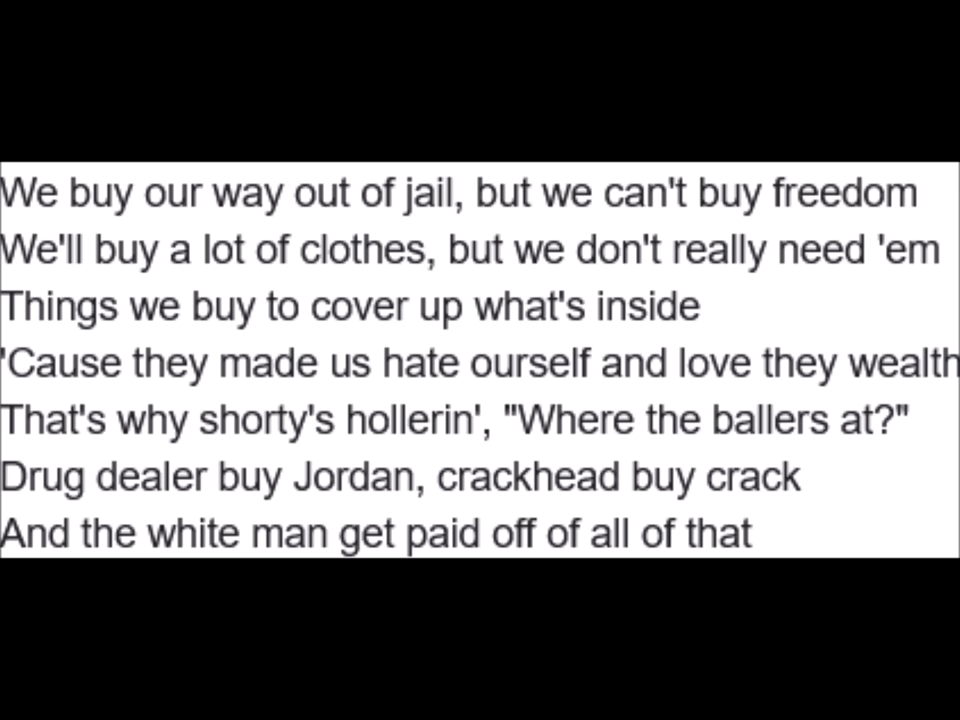 We buy our way out of jail, but we can't buy freedom
We'll buy a lot of clothes, but we don't really need 'em
Things we buy to cover up what's inside
'Cause they made us hate ourself and love they wealth
That's why shorty's hollerin', "Where the ballers at?"
Drug dealer buy Jordan, crackhead buy crack
And the white man get paid off of all of that